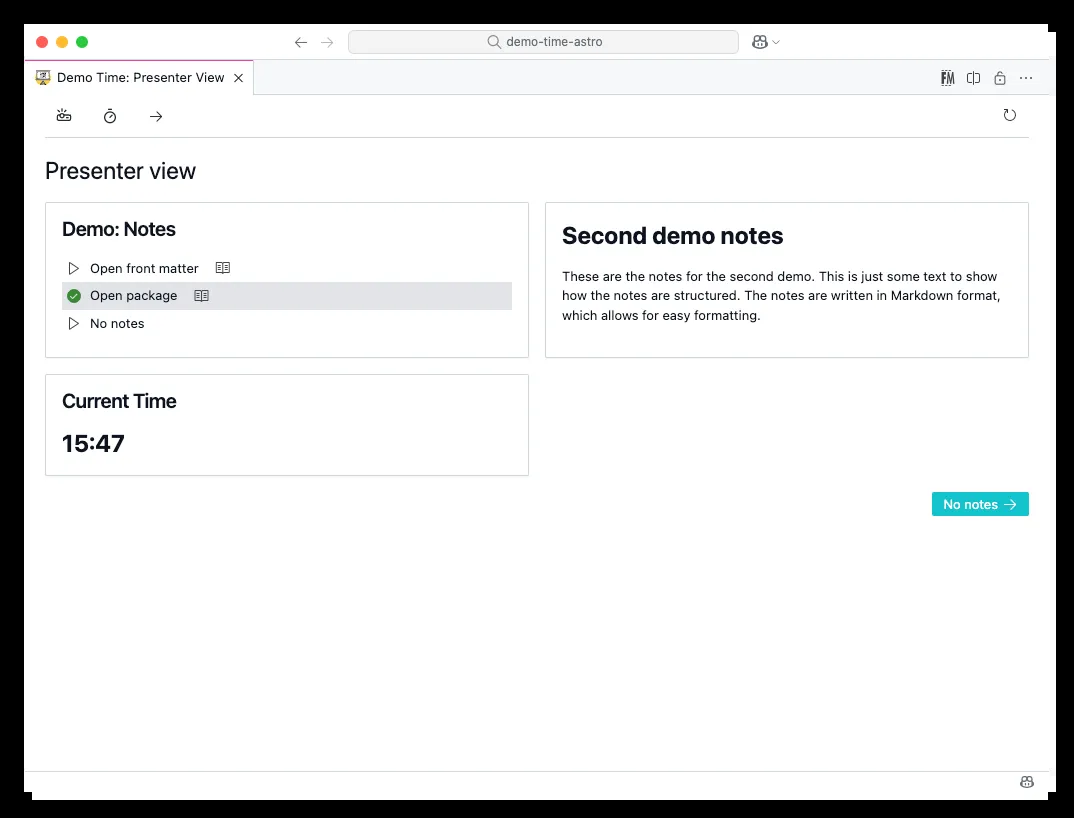 demo-time-astro
Demo Time: Presenter View
FM
Presenter view
Demo: Notes
Open front matter
Open package
No notes
Second demo notes
These are the notes for the second demo. This is just some text to show
how the notes are structured. The notes are written in Markdown format,
which allows for easy formatting.
Current Time
15:47
No notes